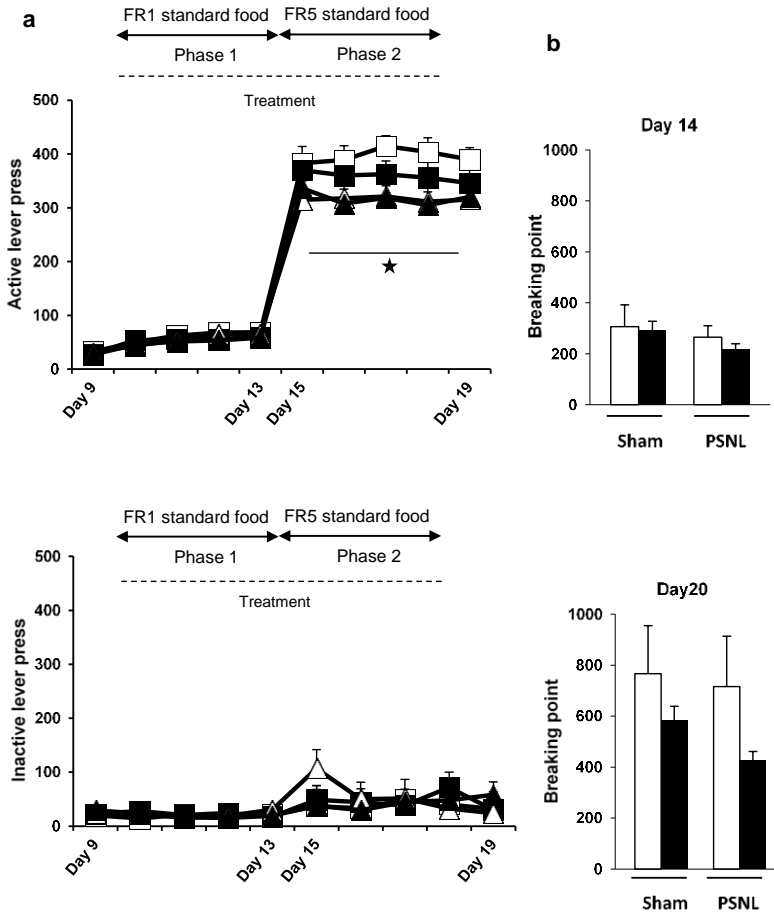 a
FR1 standard food FR5 standard food
Phase 1 Phase 2
Treatment
500
400
300
200
100
0
Active lever press
★
Day 9 Day 13 Day 15 Day 19
b
Day 14
1000
800
600
400
200
0
Breaking point
Sham PSNL
FR1 standard food FR5 standard food
Phase 1 Phase 2
Treatment
500
400
300
200
100
0
Inactive lever press
Day 9 Day 13 Day 15 Day 19
Day20
1000
800
600
400
200
0
Breaking point
Sham PSNL